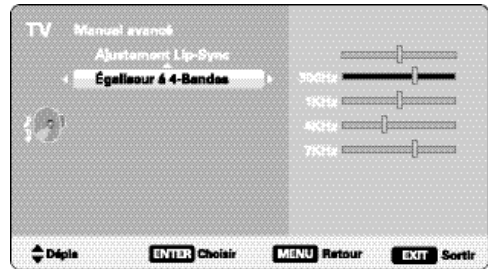 TV Manuel avancé
Ajustement Lip-Sync
Égaliseur á 4-Bandes
300Hz
1KHz
4KHz
7KHz
Dépla ENTER Choisir MENU Retour EXIT Sortir